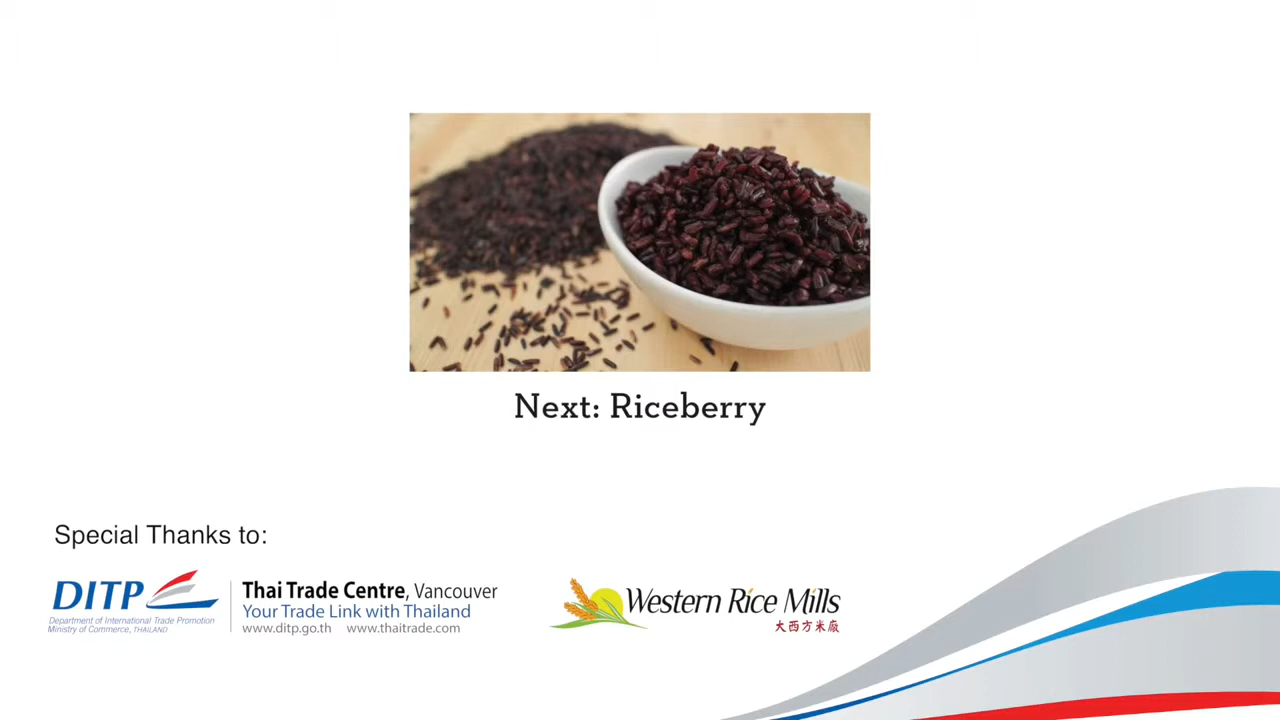 Next: Riceberry
Special Thanks to:
DITP
Department of International Trade Promotion
Ministry of Commerce, THAILAND
Thai Trade Centre, Vancouver
Your Trade Link with Thailand
www.ditp.go.th www.thaitrade.com
Western Rice Mills
大西方米廠